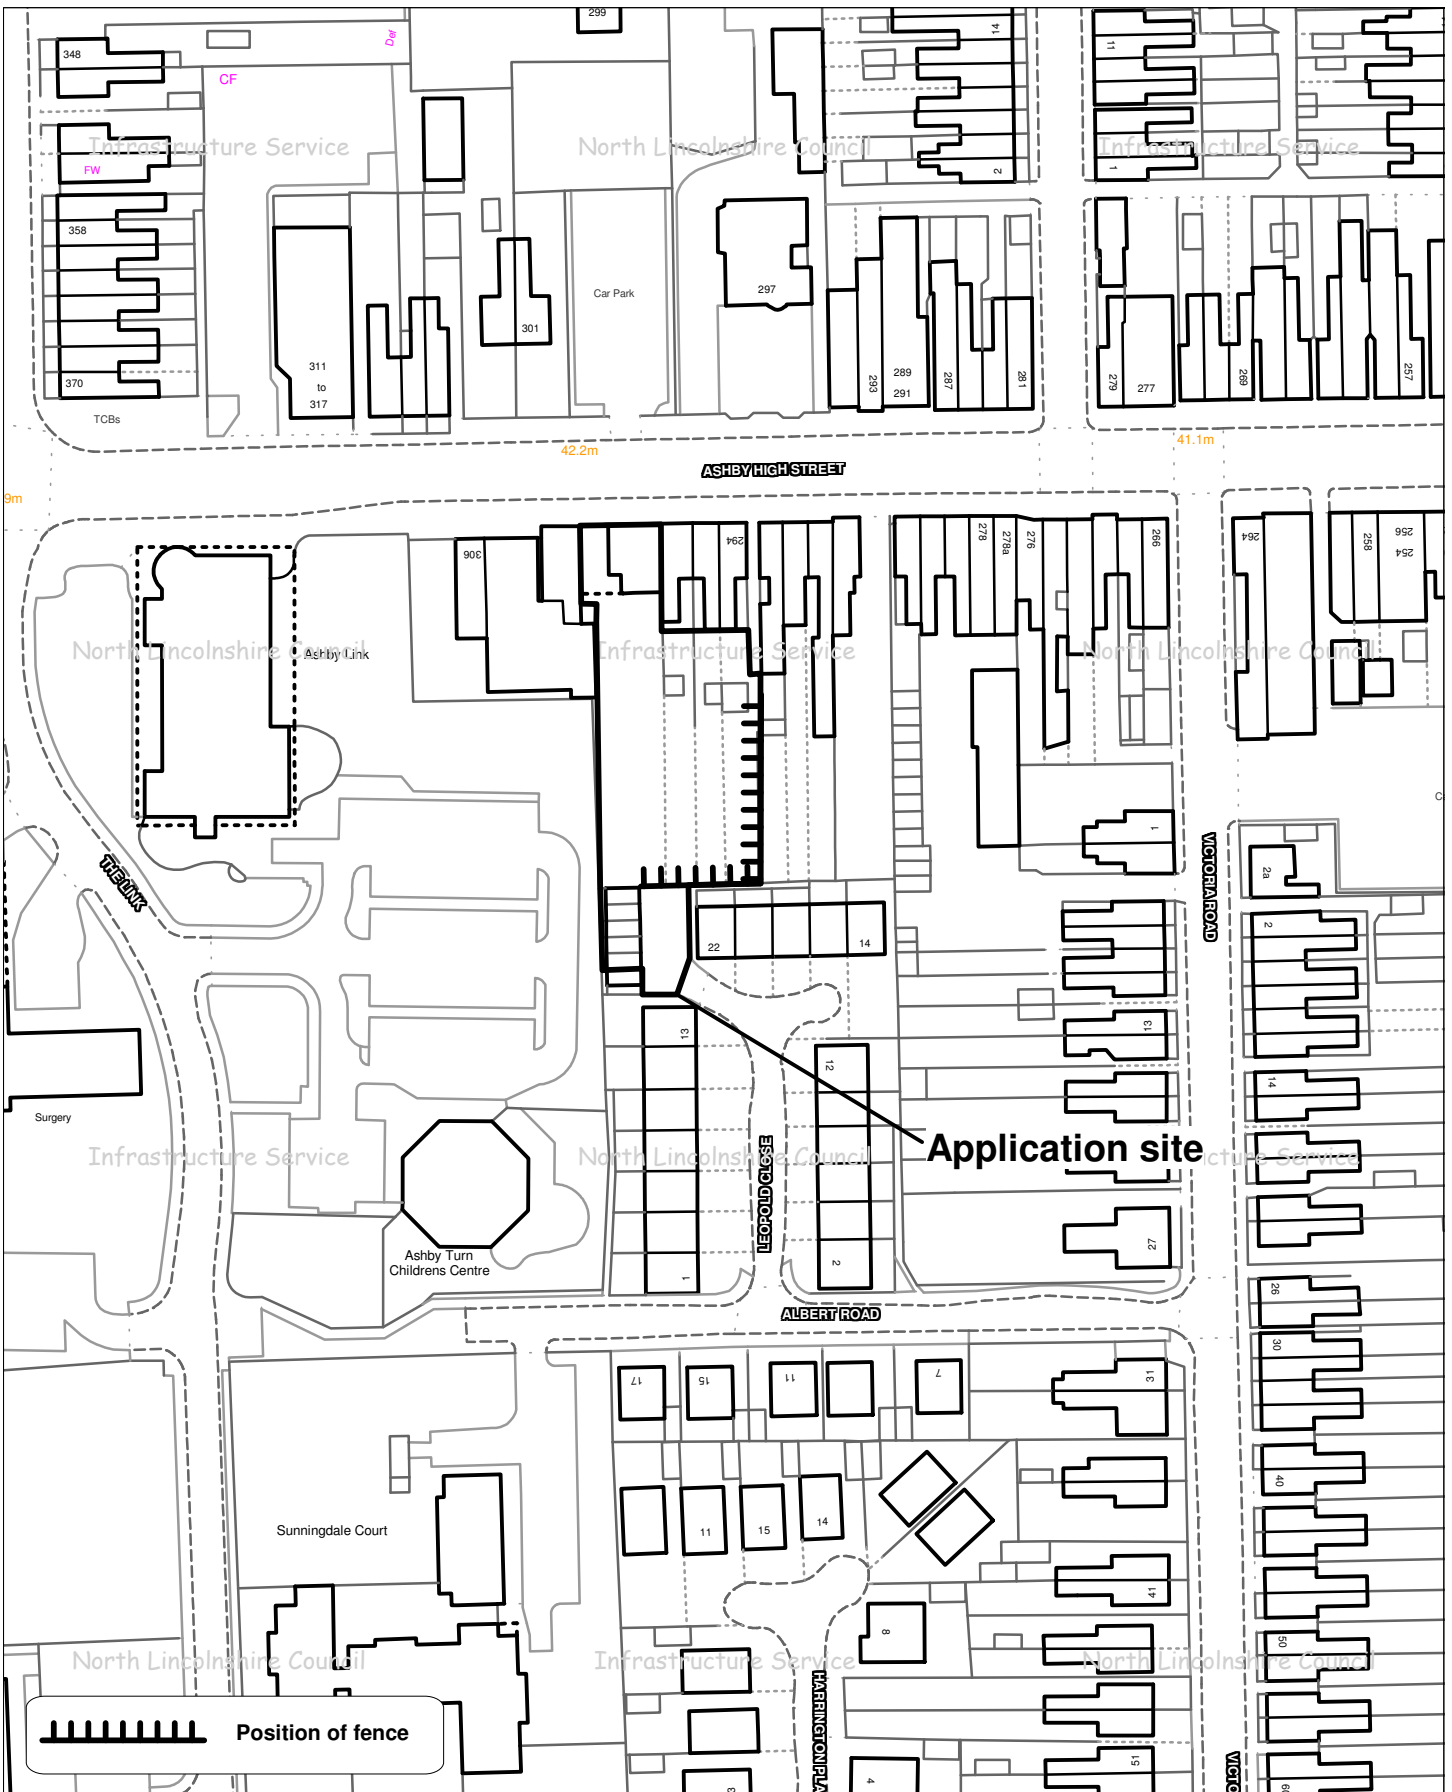 299
14
11
348
Def
CF
Infrastructure Service
North Lincolnshire Council
Infrastructure Service
FW
2
1
358
297
Car Park
301
311
to
317
370
TCBs
293
289
291
287
281
279
277
269
257
42.2m
41.1m
ASHBY HIGH STREET
9m
306
294
278
278a
276
266
264
258
256
254
North Lincolnshire Council
Ashby Link
Infrastructure Service
North Lincolnshire Council
1
THE LINK
VICTORIA ROAD
2a
2
22
14
13
13
12
14
Surgery
Application site
Infrastructure Service
North Lincolnshire Council
cture Service
LEOPOLD CLOSE
27
Ashby Turn
Childrens Centre
1
2
26
ALBERT ROAD
30
17
15
11
7
31
40
Sunningdale Court
11
15
14
41
8
50
North Lincolnshire Council
Infrastructure Service
North Lincolnshire Council
Position of fence
HARRINGTON PLA
VICTO
51
4
3